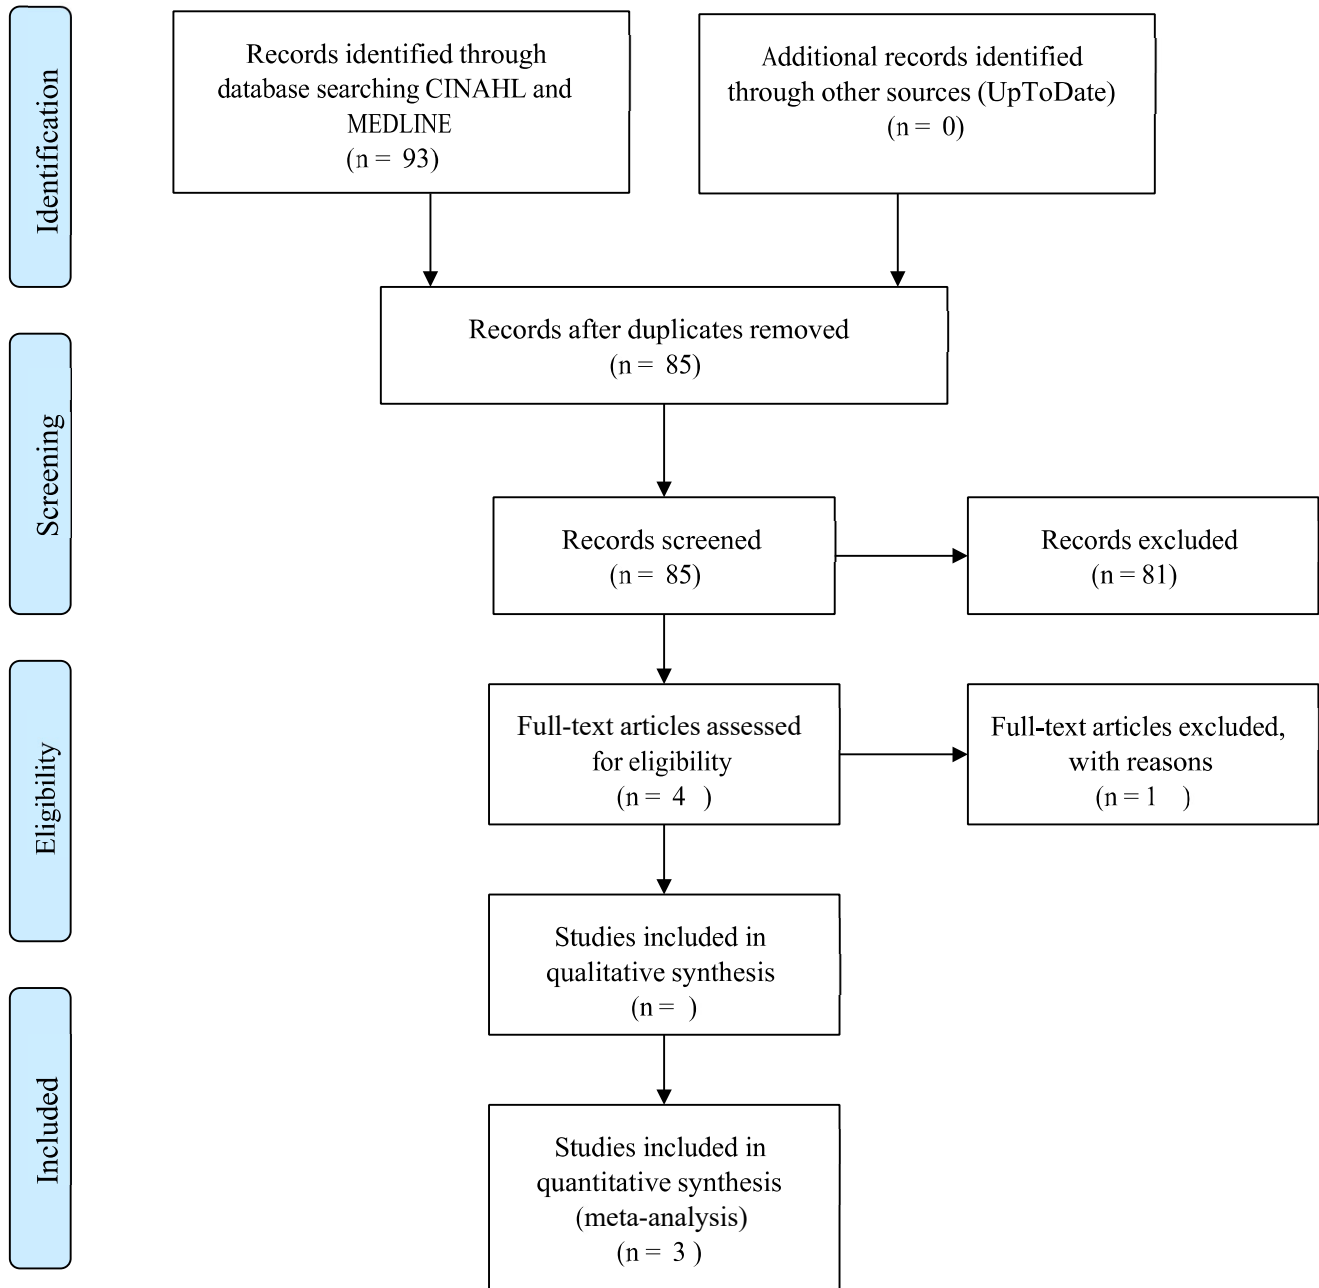 Identification
Records identified through
database searching CINAHL and
MEDLINE
(n = 93)
Additional records identified
through other sources (UpToDate)
(n = 0)
Records after duplicates removed
(n = 85)
Screening
Records screened
(n = 85)
Records excluded
(n = 81)
Eligibility
Full-text articles assessed
for eligibility
(n = 4 )
Full-text articles excluded,
with reasons
(n = 1 )
Studies included in
qualitative synthesis
(n = )
Included
Studies included in
quantitative synthesis
(meta-analysis)
(n = 3 )